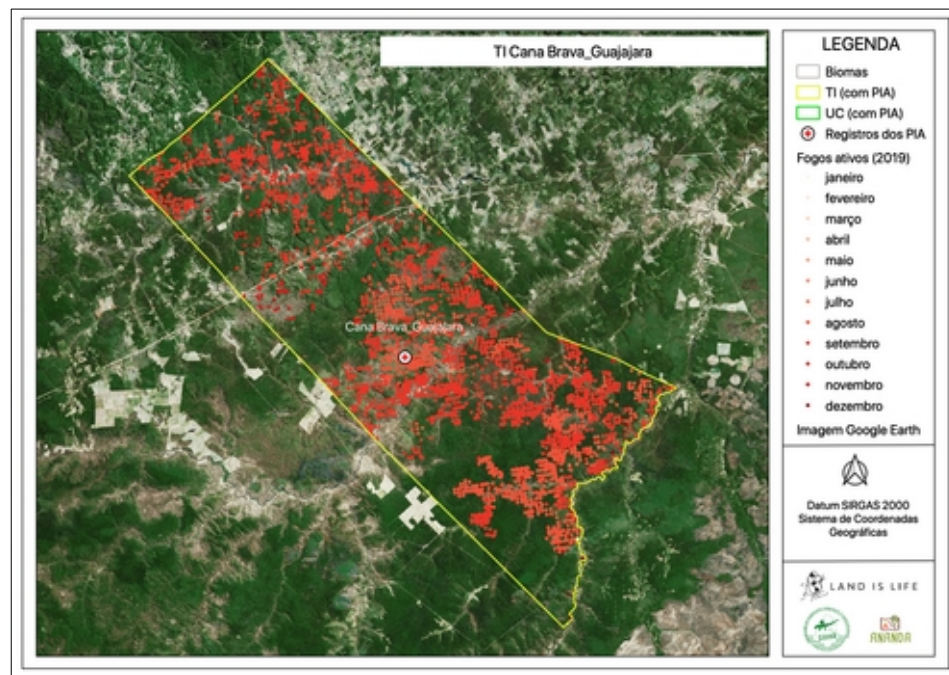 TI Cana Brava_Guajajara
Cana Brava_Guajajara
LEGENDA
Biomas
TI (com PIA)
UC (com PIA)
Registros dos PIA
Fogos ativos (2019)
janeiro
fevereiro
março
abril
maio
junho
julho
agosto
setembro
outubro
novembro
dezembro
Imagem Google Earth
Datum SIRGAS 2000
Sistema de Coordenadas
Geográficas
LAND IS LIFE
ANANDA